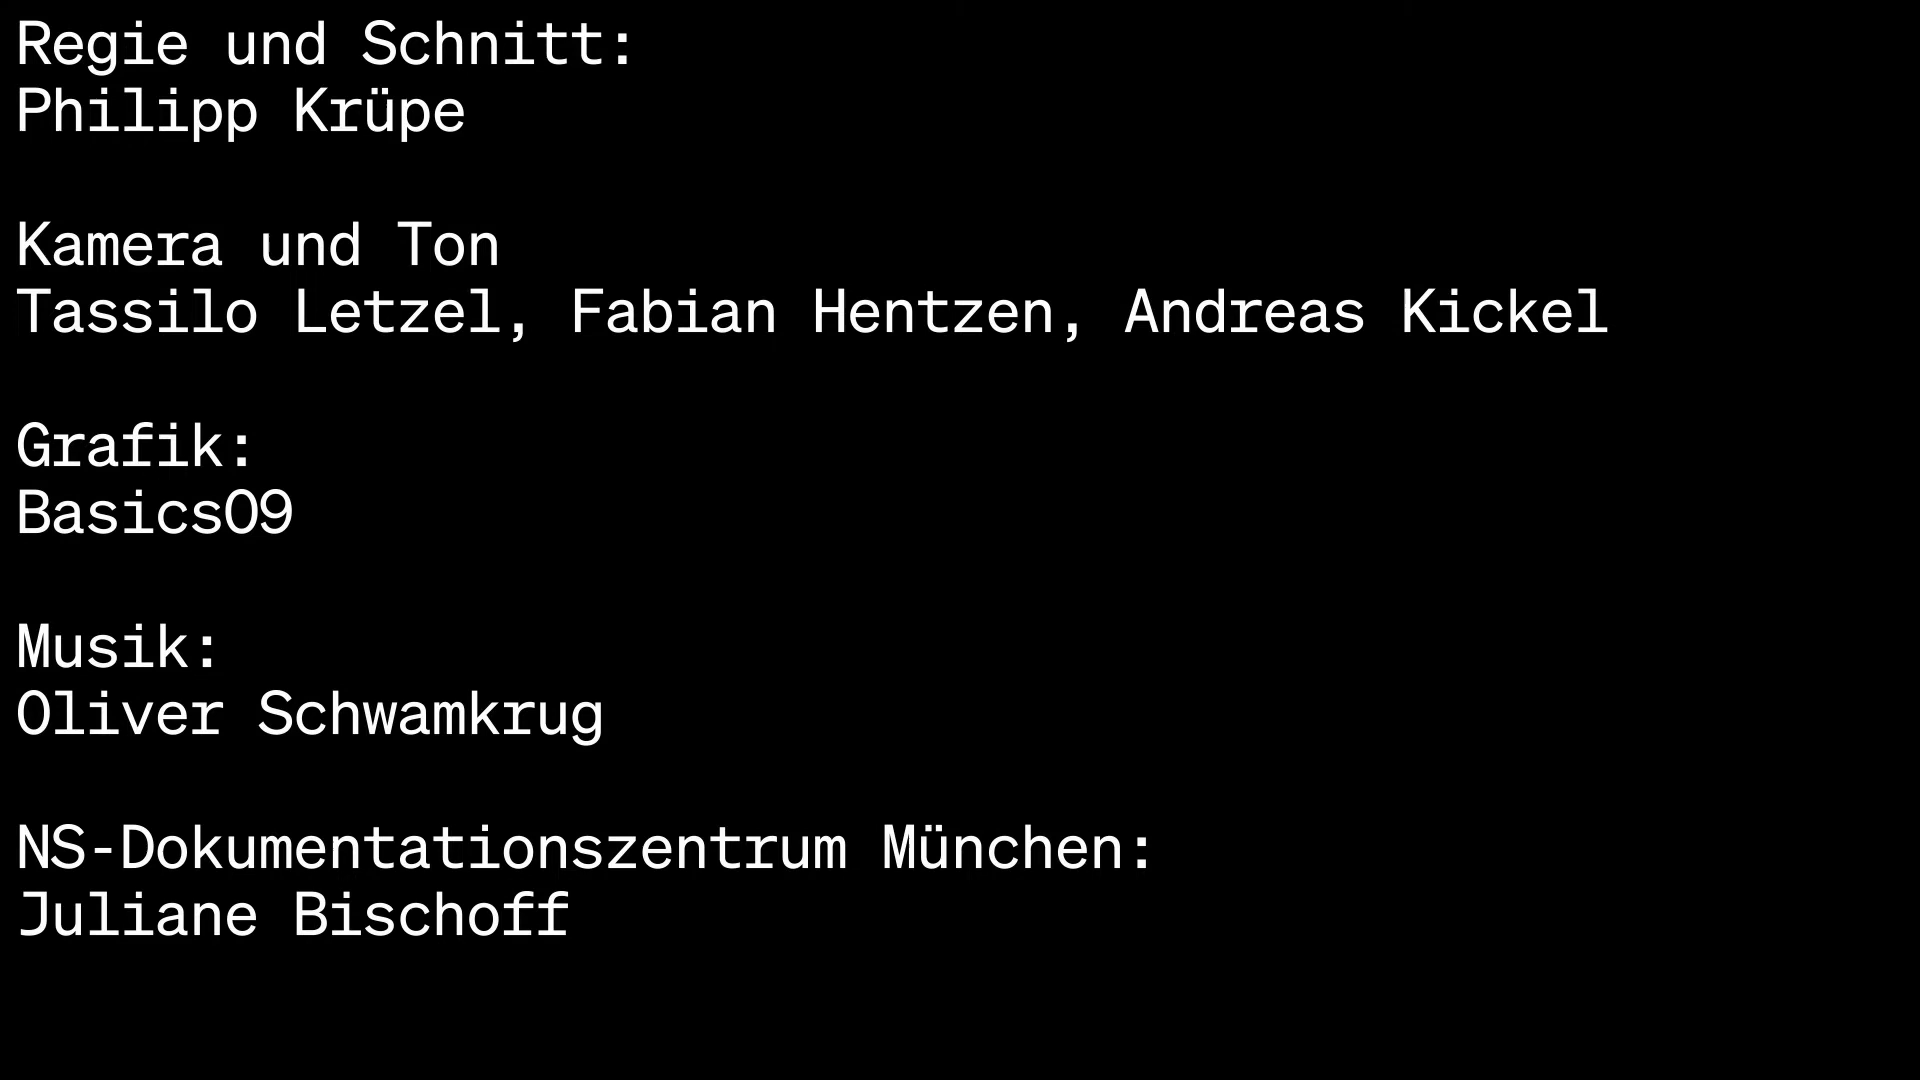 Regie und Schnitt:
Philipp Krüpe
Kamera und Ton
Tassilo Letzel, Fabian Hentzen, Andreas Kickel
Grafik:
Basics09
Musik:
Oliver Schwamkrug
NS-Dokumentationszentrum München:
Juliane Bischoff